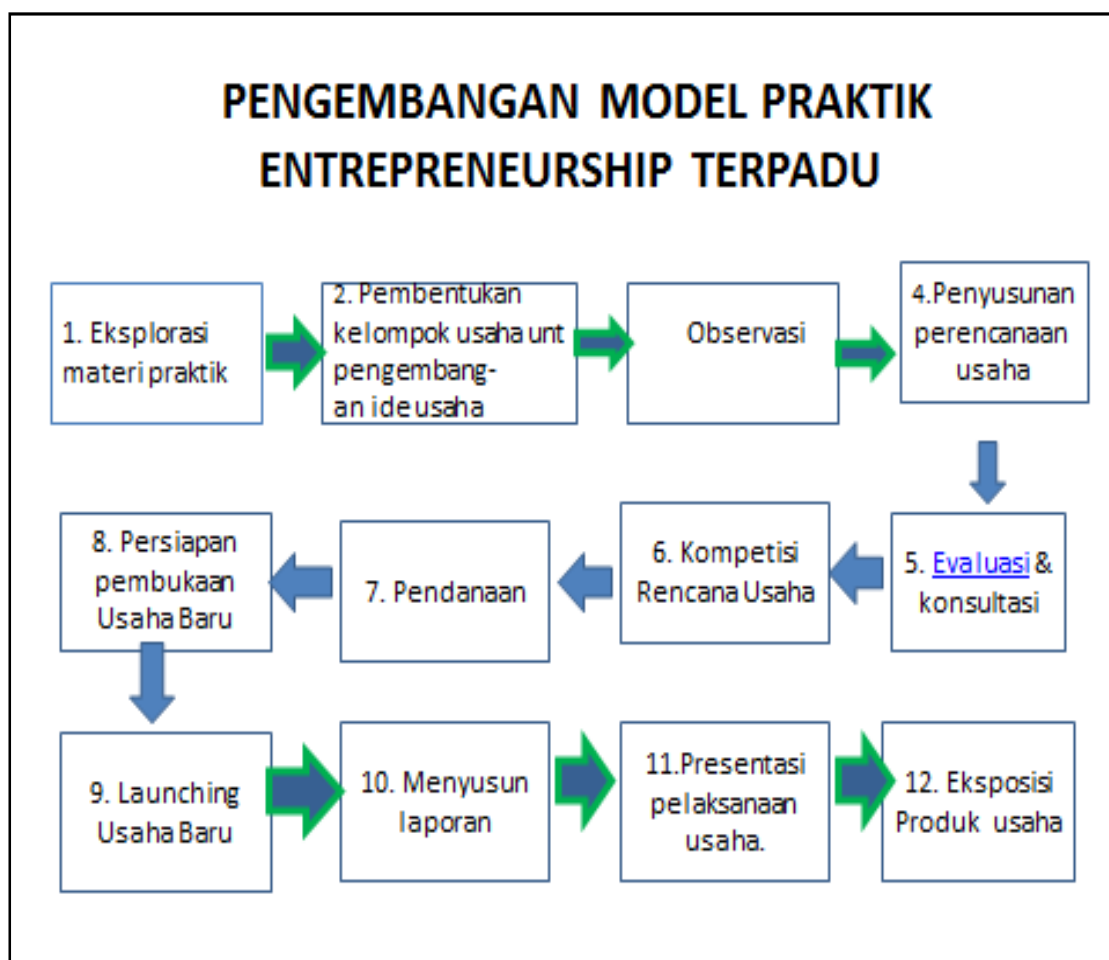 PENGEMBANGAN MODEL PRAKTIK
ENTREPRENEURSHIP TERPADU
1. Eksplorasi
materi praktik
2. Pembentukan
kelompok usaha unt
pengembang-
an ide usaha
Observasi
4.Penyusunan
perencanaan
usaha
5. Evaluasi &
konsultasi
6. Kompetisi
Rencana Usaha
7. Pendanaan
8. Persiapan
pembukaan
Usaha Baru
9. Launching
Usaha Baru
10. Menyusun
laporan
11.Presentasi
pelaksanaan
usaha.
12. Eksposisi
Produk usaha